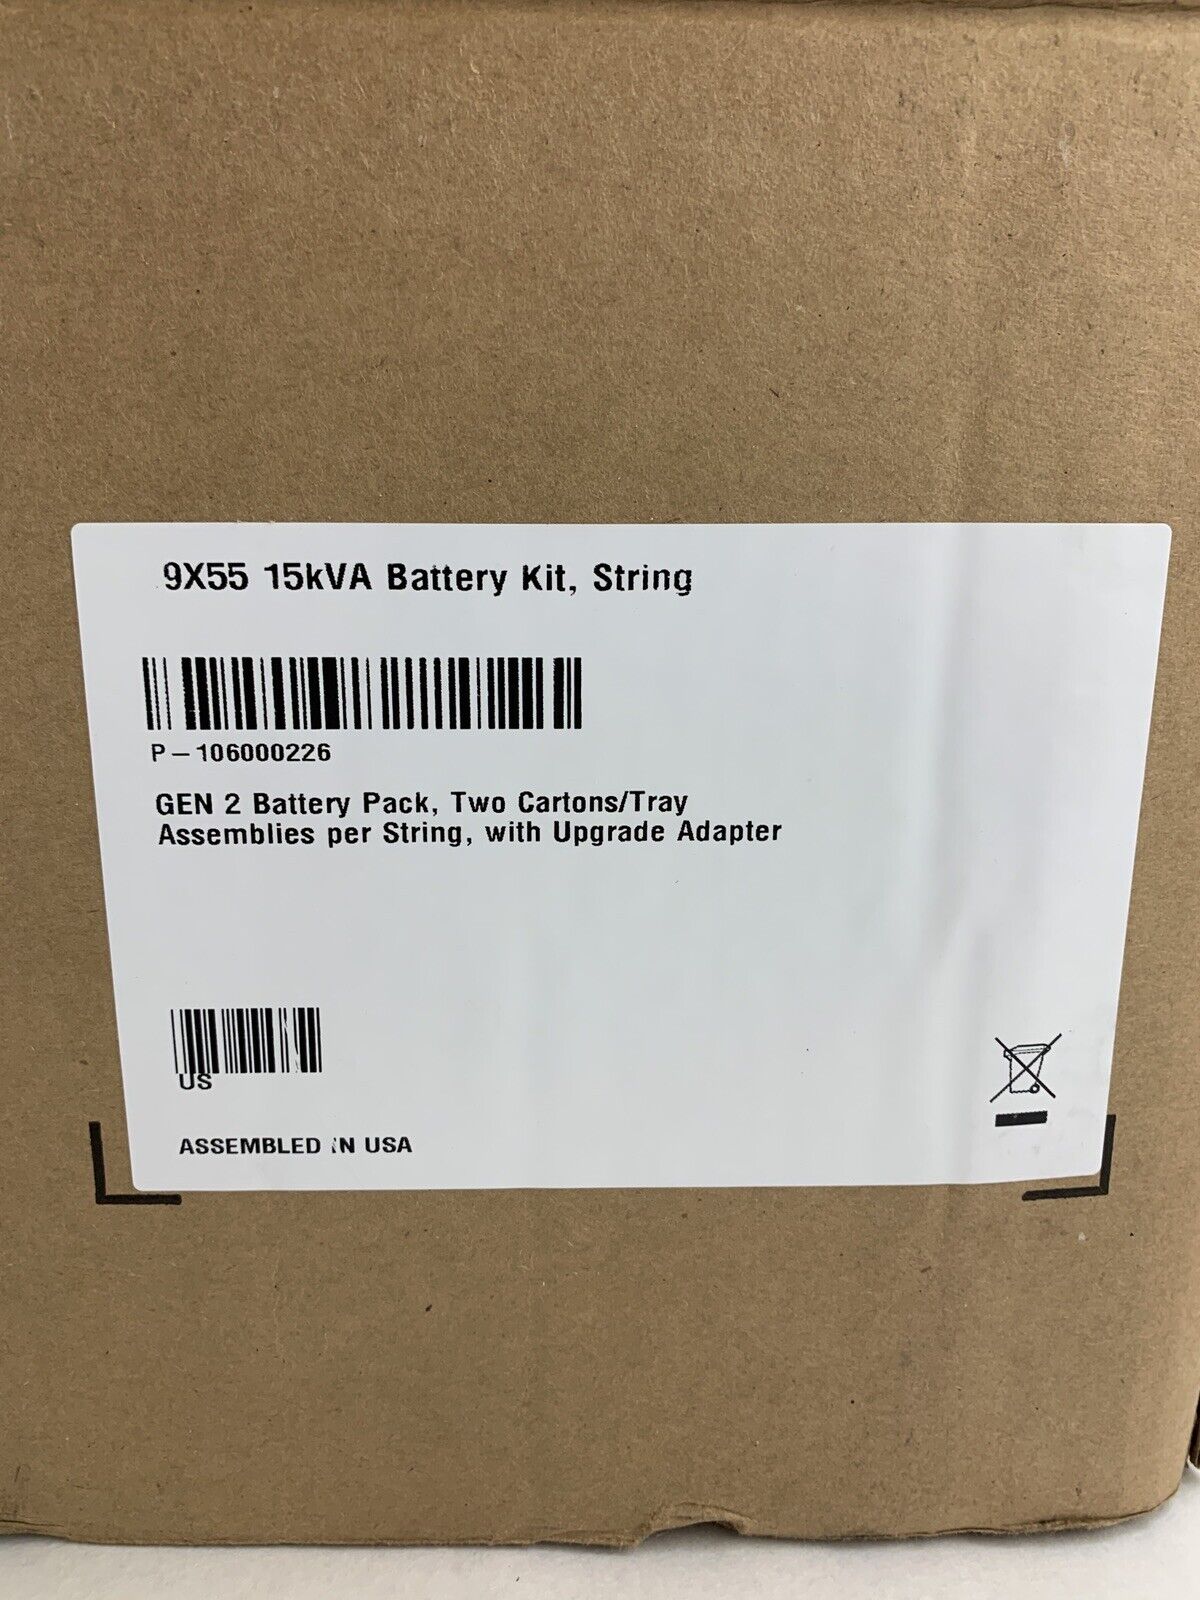 9X55 15kVA Battery Kit, String
P-106000226
GEN 2 Battery Pack, Two Cartons/Tray
Assemblies per String, with Upgrade Adapter
US
ASSEMBLED IN USA